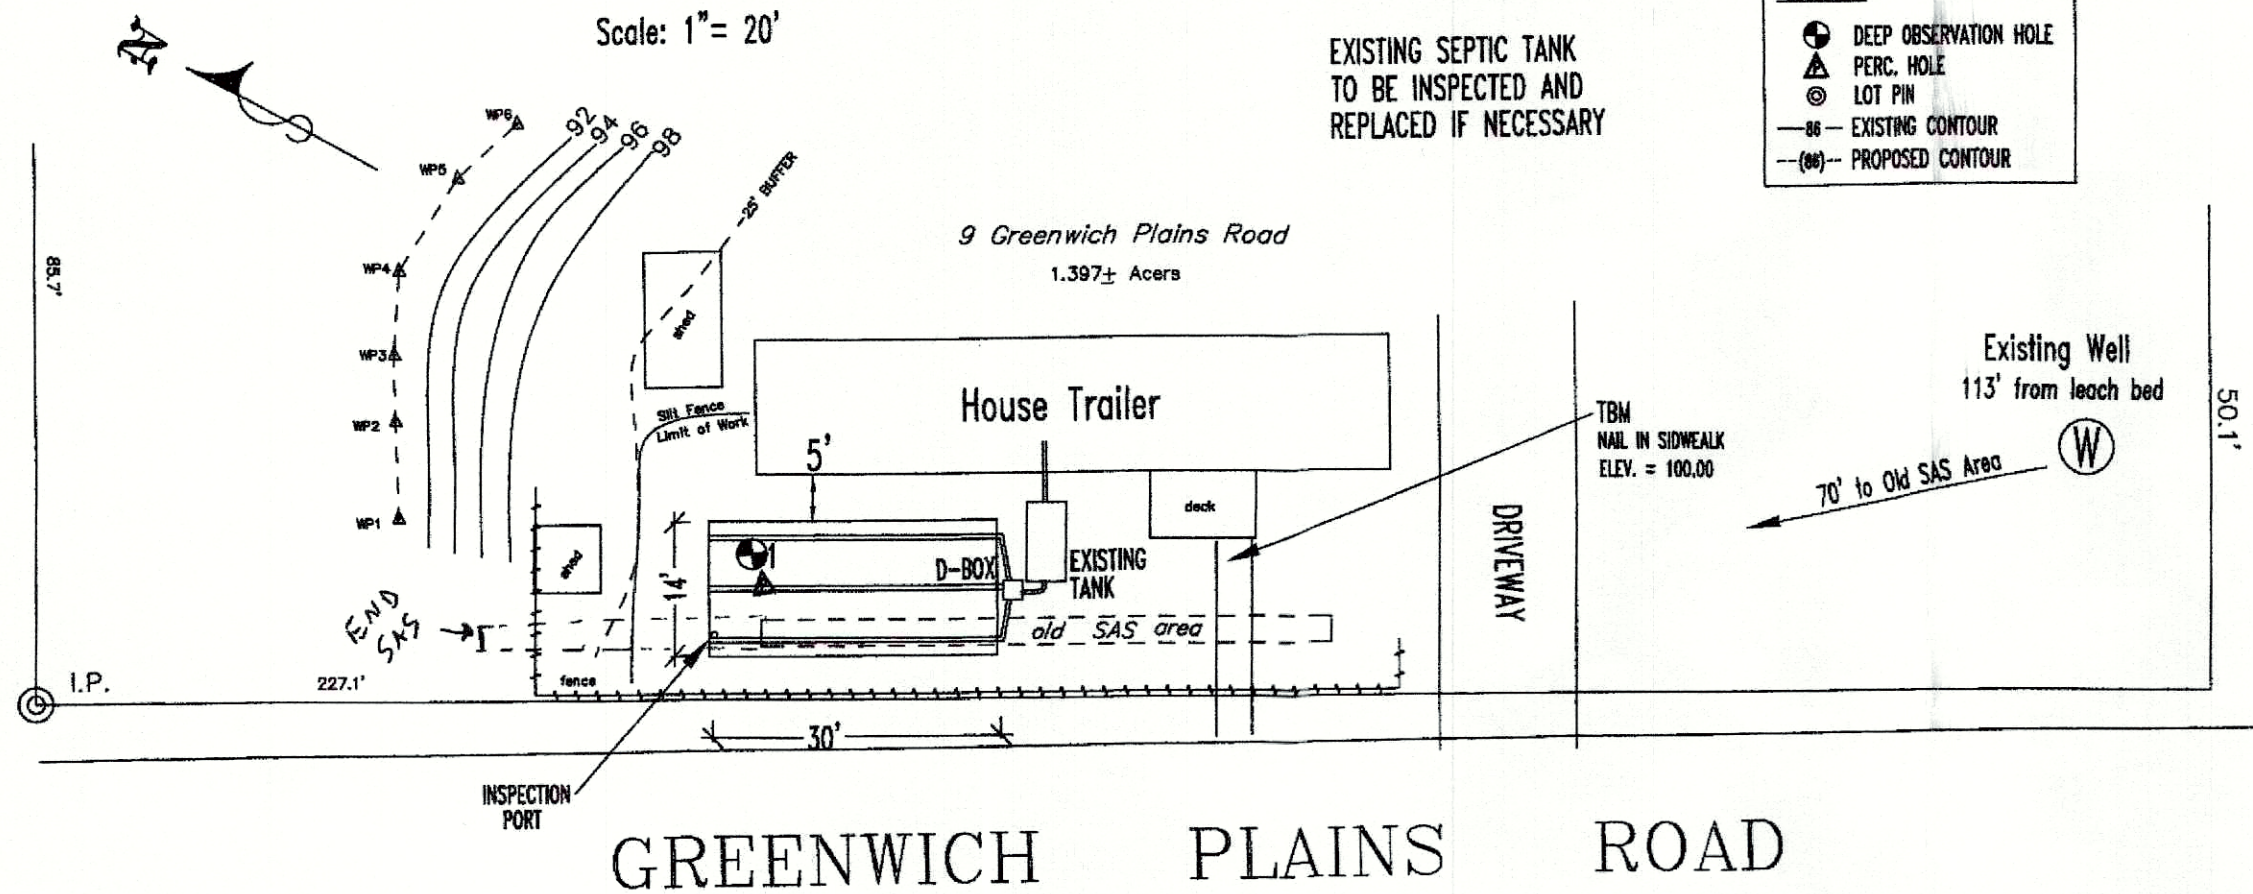 Scale: 1"= 20'
N
EXISTING SEPTIC TANK
TO BE INSPECTED AND
REPLACED IF NECESSARY
DEEP OBSERVATION HOLE
P PERC. HOLE
LOT PIN
—86— EXISTING CONTOUR
--(86)-- PROPOSED CONTOUR
WP6
WP5
WP4
WP3
WP2
WP1
92
94
96
98
25' BUFFER
85.7'
9 Greenwich Plains Road
1.397± Acers
shed
Silt Fence
Limit of Work
House Trailer
5'
TBM
NAIL IN SIDWEALK
ELEV. = 100.00
Existing Well
113' from leach bed
W
50.1'
70' to Old SAS Area
deck
DRIVEWAY
shed
1
P
14'
D-BOX
EXISTING
TANK
END
SAS
old SAS area
I.P.
227.1'
fence
30'
INSPECTION
PORT
GREENWICH PLAINS ROAD